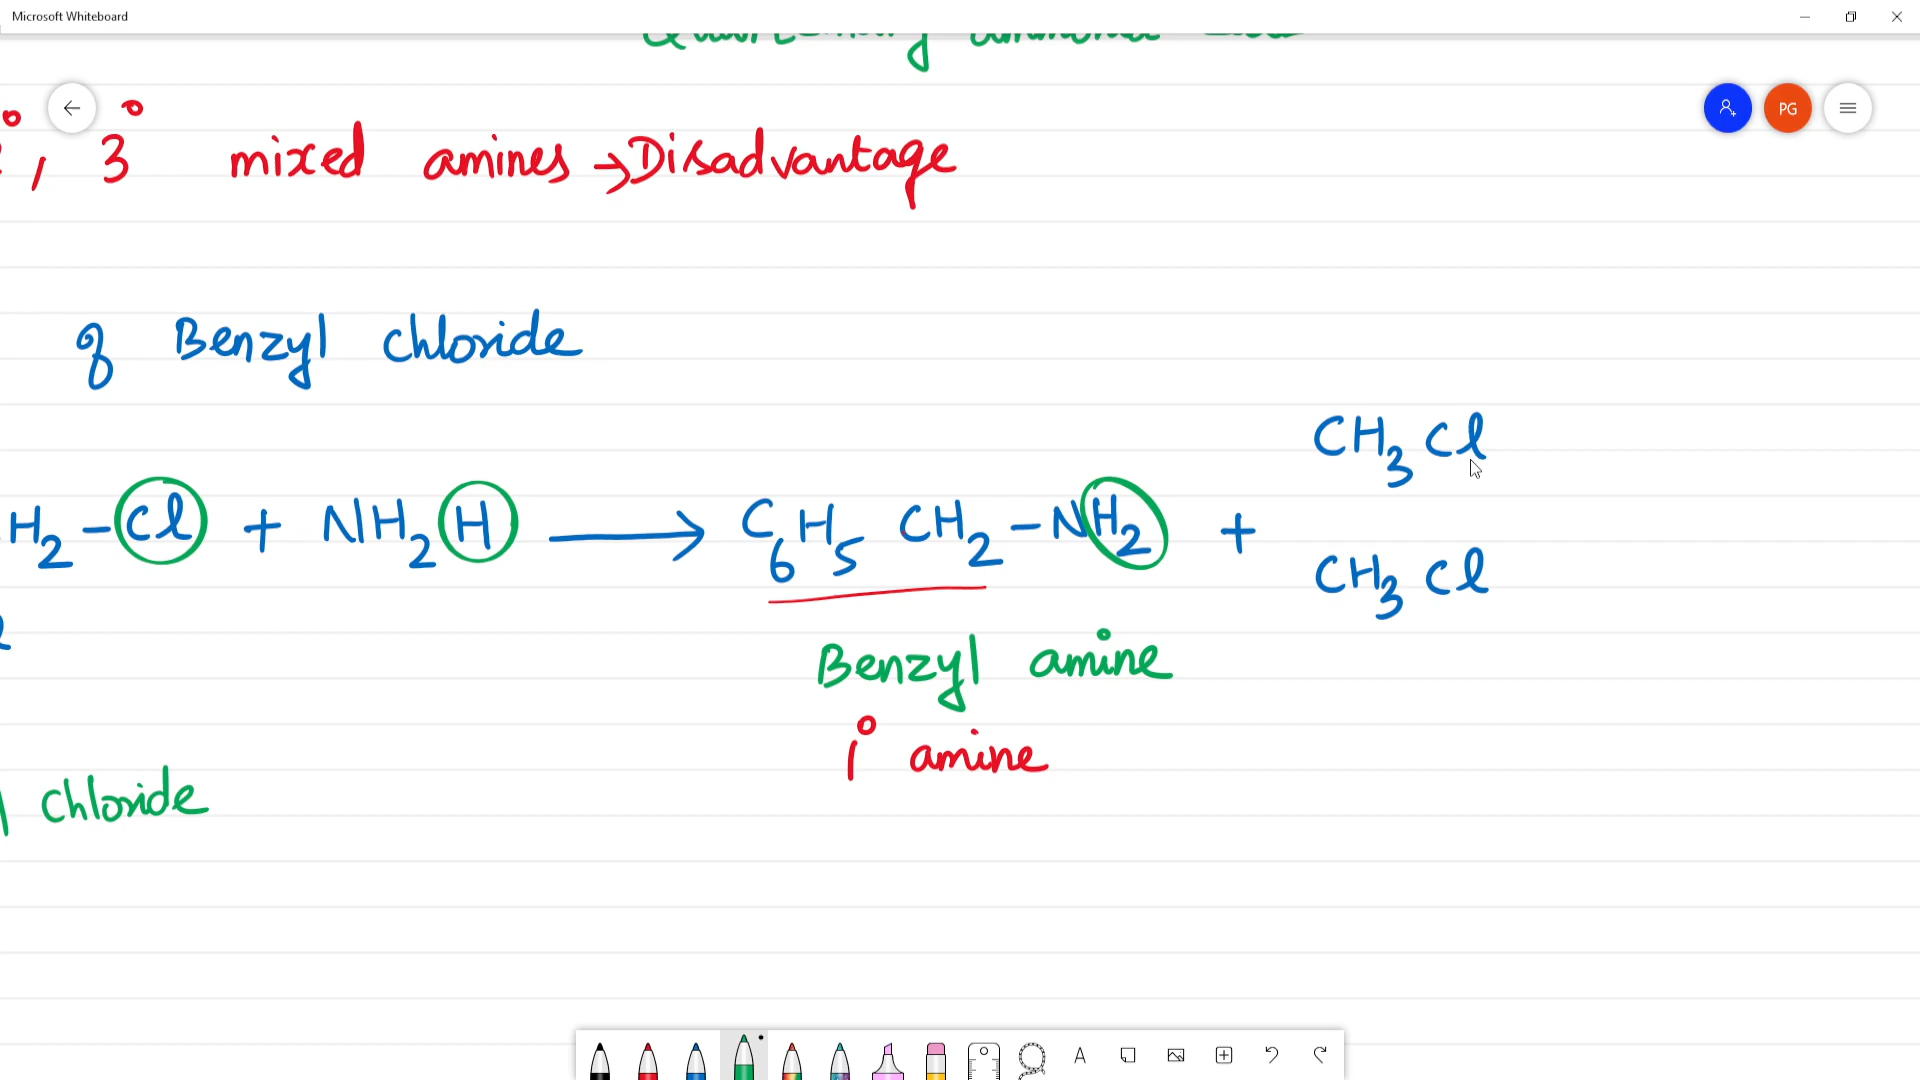 Microsoft Whiteboard
PG
, 3° mixed amines → Disadvantage
of Benzyl chloride
CH3 Cl
H2 - Cl + NH2 H ⟶ C6H5 CH2 - NH2 +
CH3 Cl
Benzyl amine
1° amine
chloride
A